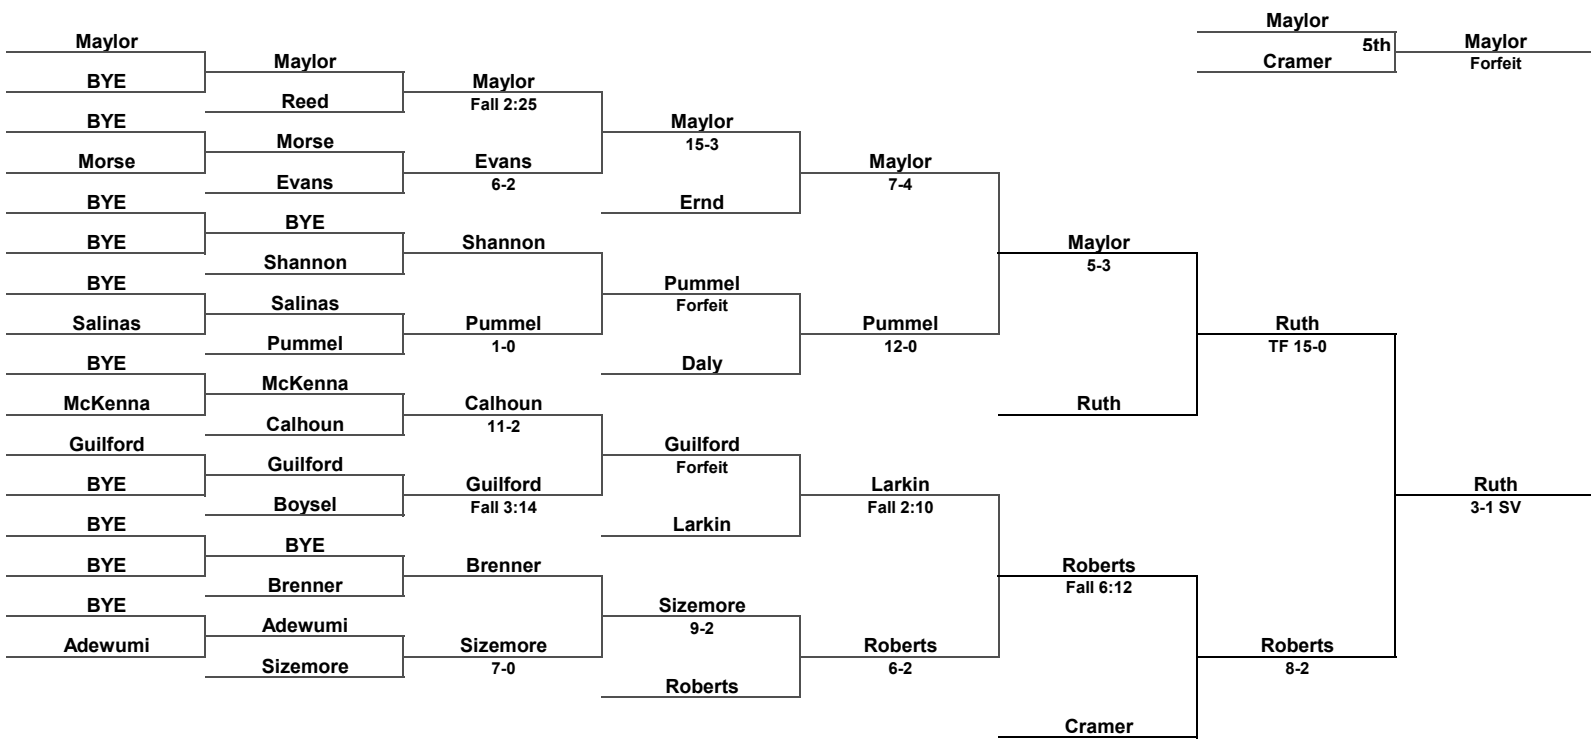 Maylor
5th
Maylor
Cramer
Forfeit
Maylor
BYE
BYE
Morse
BYE
BYE
BYE
Salinas
BYE
McKenna
Guilford
BYE
BYE
BYE
BYE
Adewumi
Maylor
Reed
Morse
Evans
BYE
Shannon
Salinas
Pummel
McKenna
Calhoun
Guilford
Boysel
BYE
Brenner
Adewumi
Sizemore
Maylor
Fall 2:25
Evans
6-2
Shannon
Pummel
1-0
Calhoun
11-2
Guilford
Fall 3:14
Brenner
Sizemore
7-0
Maylor
15-3
Ernd
Pummel
Forfeit
Daly
Guilford
Forfeit
Larkin
Sizemore
9-2
Roberts
Maylor
7-4
Pummel
12-0
Larkin
Fall 2:10
Roberts
6-2
Maylor
5-3
Ruth
Roberts
Fall 6:12
Cramer
Ruth
TF 15-0
Roberts
8-2
Ruth
3-1 SV